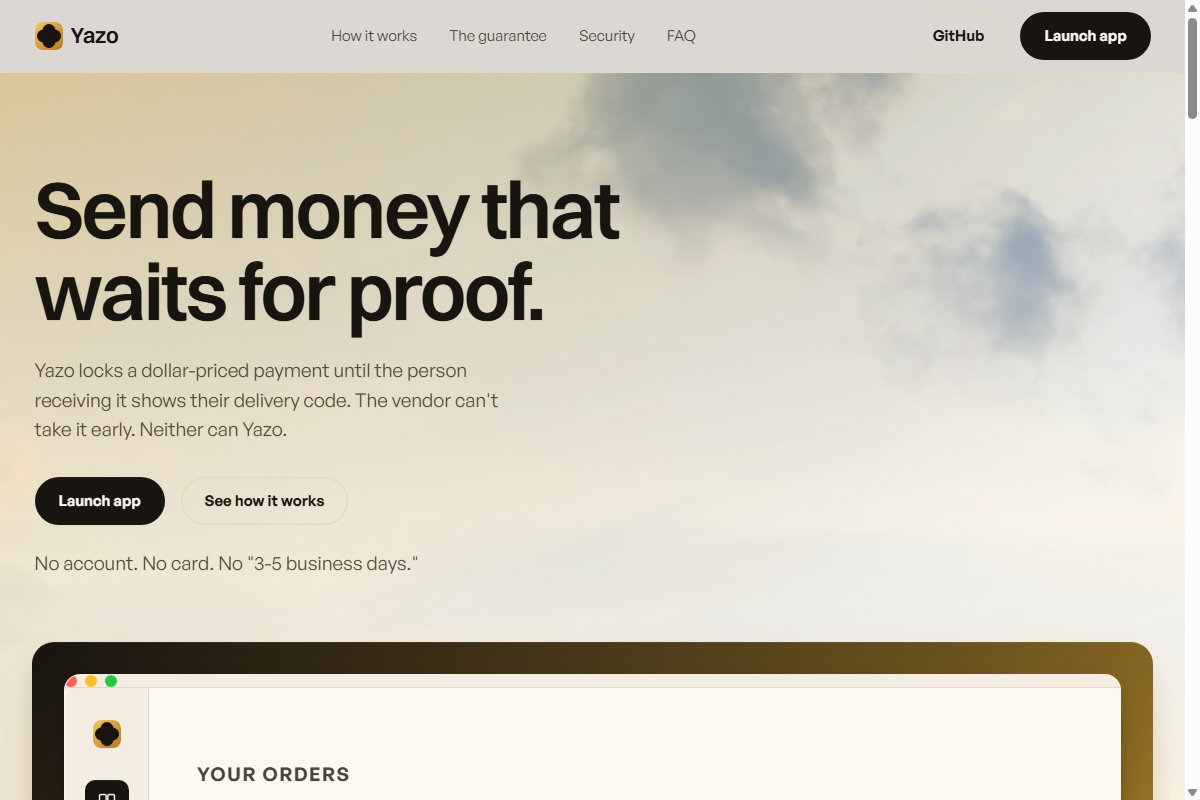 Yazo
How it works
The guarantee
Security
FAQ
GitHub
Launch app
Send money that
waits for proof.
Yazo locks a dollar-priced payment until the person
receiving it shows their delivery code. The vendor can't
take it early. Neither can Yazo.
Launch app
See how it works
No account. No card. No "3-5 business days."
YOUR ORDERS